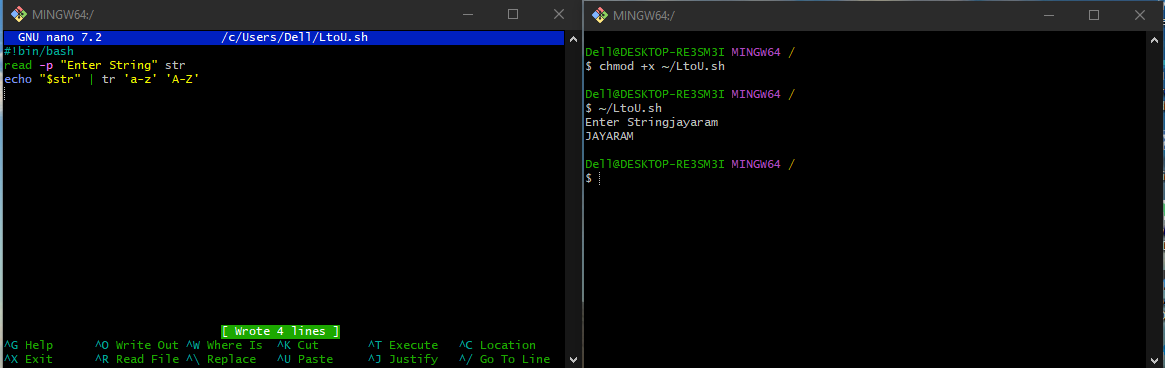 MINGW64:/
GNU nano 7.2 /c/Users/Dell/LtoU.sh
#!bin/bash
read -p "Enter String" str
echo "$str" | tr 'a-z' 'A-Z'
[ Wrote 4 lines ]
^G Help ^O Write Out ^W Where Is ^K Cut ^T Execute ^C Location
^X Exit ^R Read File ^\ Replace ^U Paste ^J Justify ^/ Go To Line
MINGW64:/
Dell@DESKTOP-RE3SM3I MINGW64 /
$ chmod +x ~/LtoU.sh
Dell@DESKTOP-RE3SM3I MINGW64 /
$ ~/LtoU.sh
Enter Stringjayaram
JAYARAM
Dell@DESKTOP-RE3SM3I MINGW64 /
$